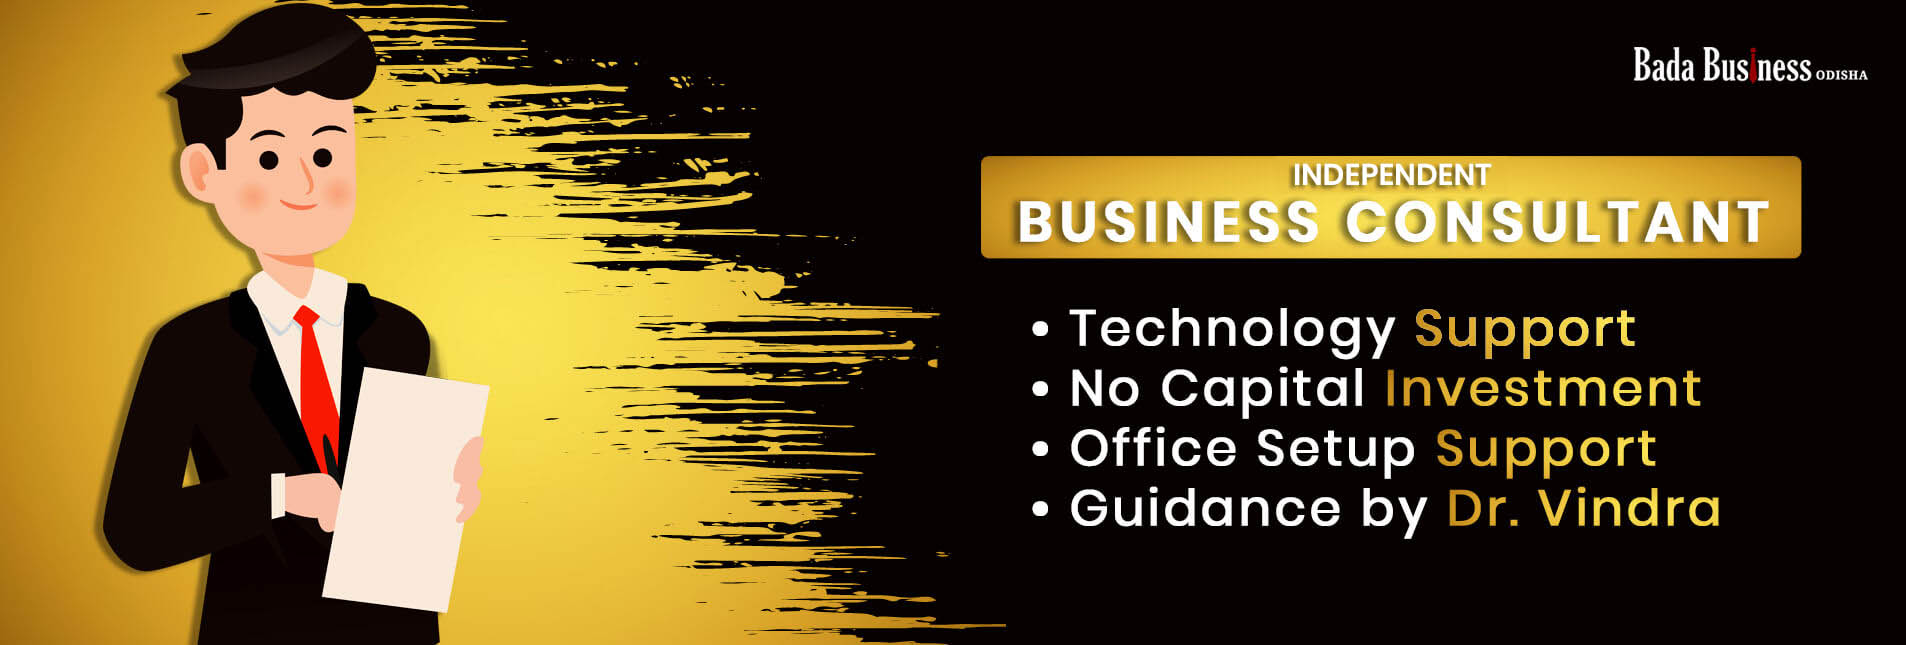 Bada Business ODISHA
INDEPENDENT
BUSINESS CONSULTANT
• Technology Support
• No Capital Investment
• Office Setup Support
• Guidance by Dr. Vindra